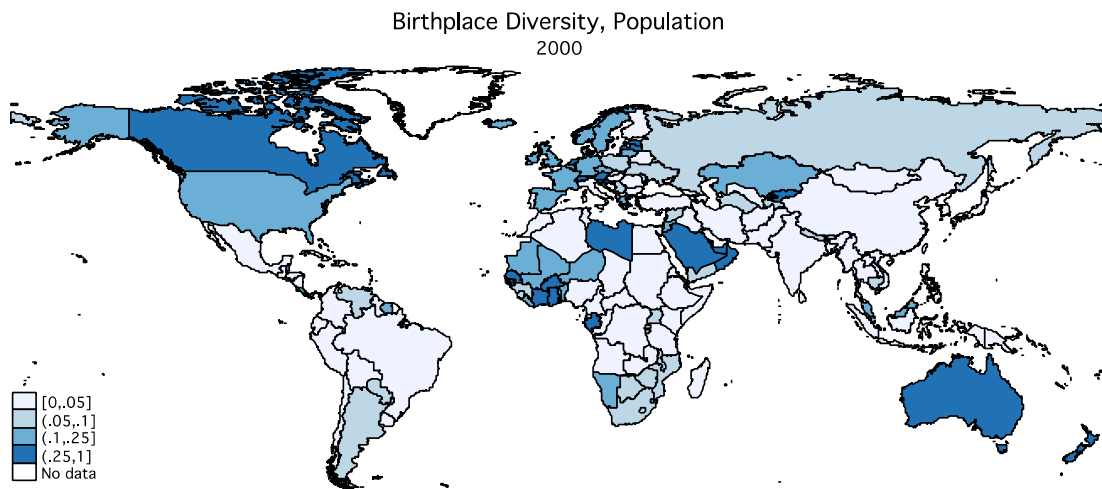 Birthplace Diversity, Population
2000
[0,.05]
(.05,.1]
(.1,.25]
(.25,1]
No data